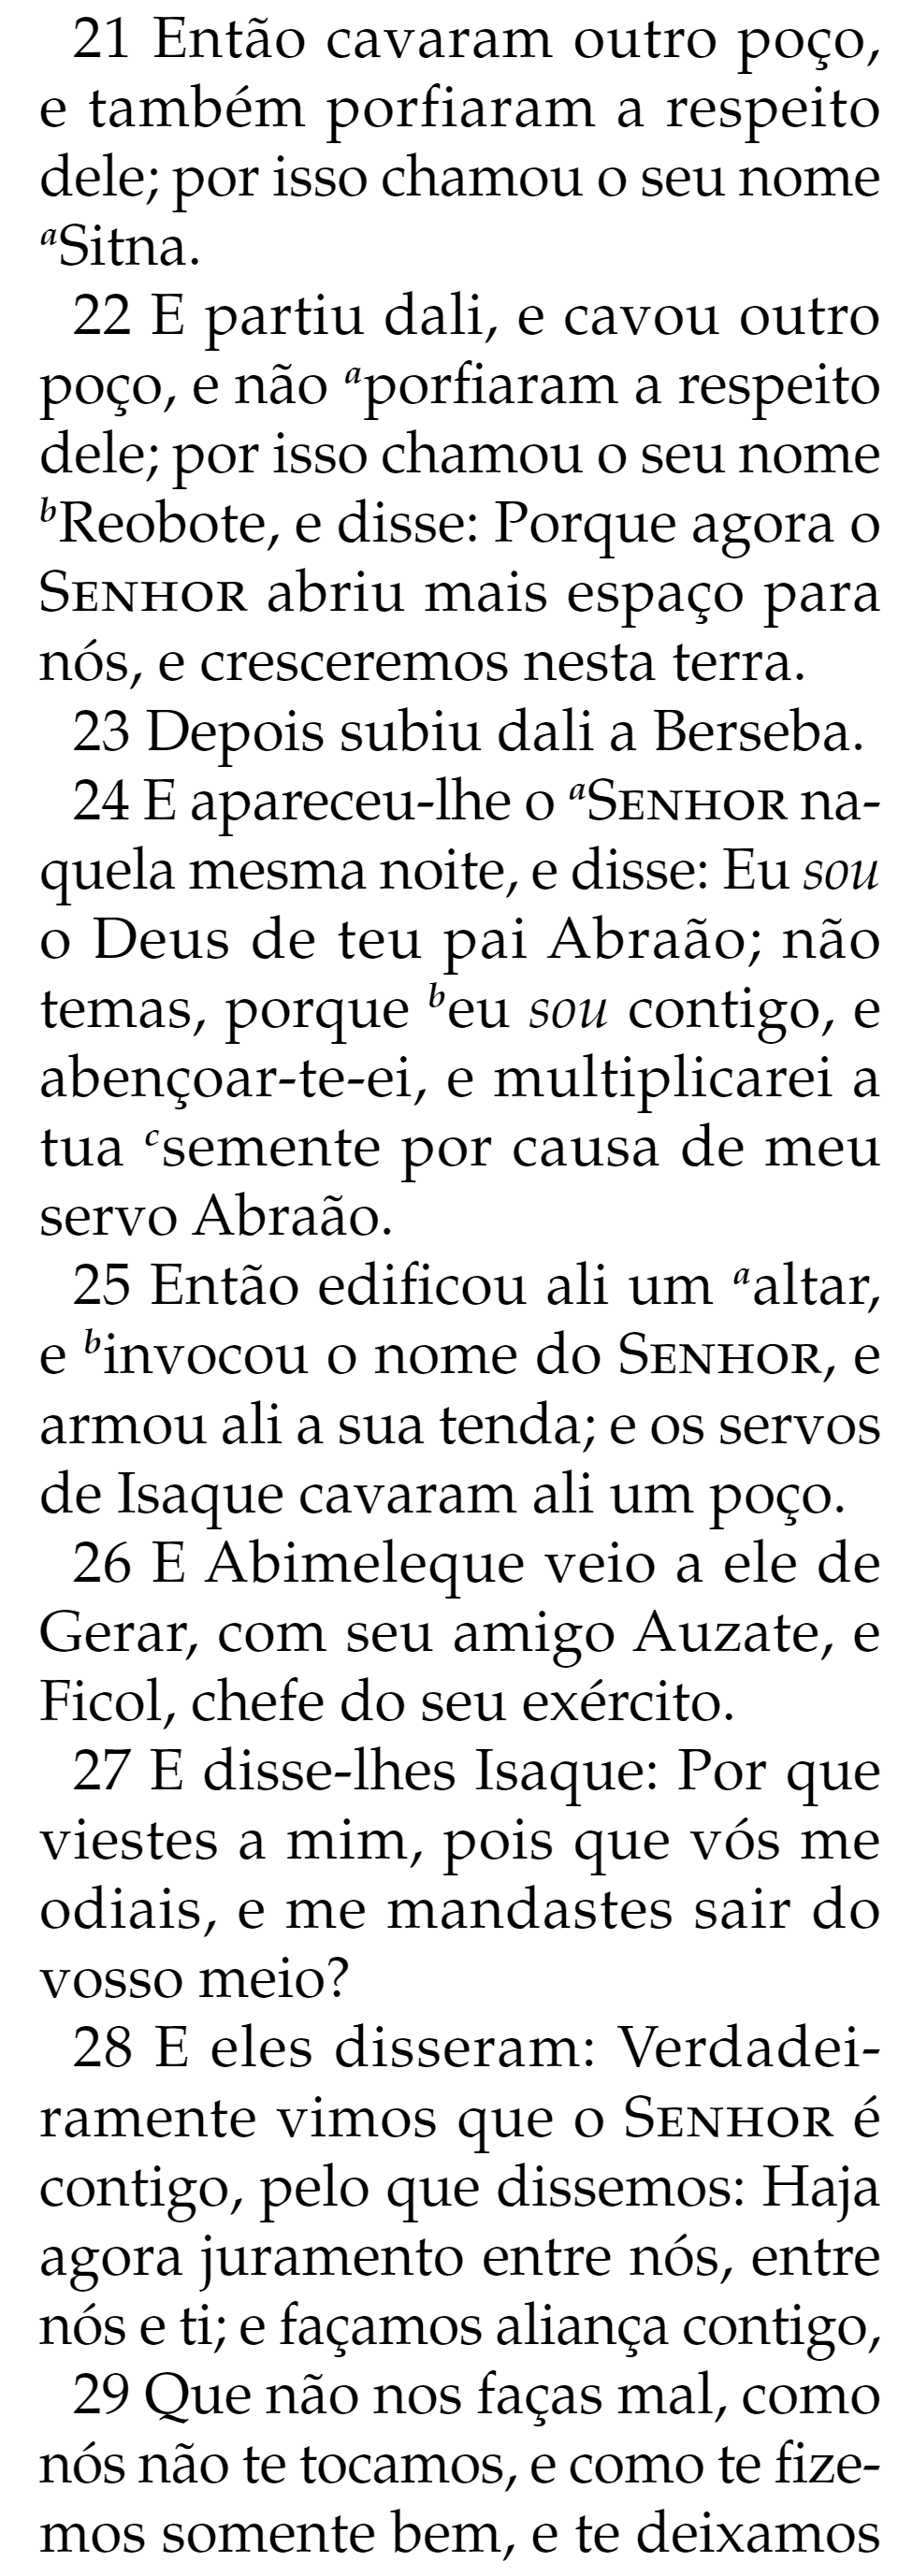 21 Então cavaram outro poço,
e também porfiaram a respeito
dele; por isso chamou o seu nome
aSitna.
22 E partiu dali, e cavou outro
poço, e não aporfiaram a respeito
dele; por isso chamou o seu nome
bReobote, e disse: Porque agora o
SENHOR abriu mais espaço para
nós, e cresceremos nesta terra.
23 Depois subiu dali a Berseba.
24 E apareceu-lhe o aSENHOR na-
quela mesma noite, e disse: Eu sou
o Deus de teu pai Abraão; não
temas, porque beu sou contigo, e
abençoar-te-ei, e multiplicarei a
tua csemente por causa de meu
servo Abraão.
25 Então edificou ali um aaltar,
e binvocou o nome do SENHOR, e
armou ali a sua tenda; e os servos
de Isaque cavaram ali um poço.
26 E Abimeleque veio a ele de
Gerar, com seu amigo Auzate, e
Ficol, chefe do seu exército.
27 E disse-lhes Isaque: Por que
viestes a mim, pois que vós me
odiais, e me mandastes sair do
vosso meio?
28 E eles disseram: Verdadei-
ramente vimos que o SENHOR é
contigo, pelo que dissemos: Haja
agora juramento entre nós, entre
nós e ti; e façamos aliança contigo,
29 Que não nos faças mal, como
nós não te tocamos, e como te fize-
mos somente bem, e te deixamos